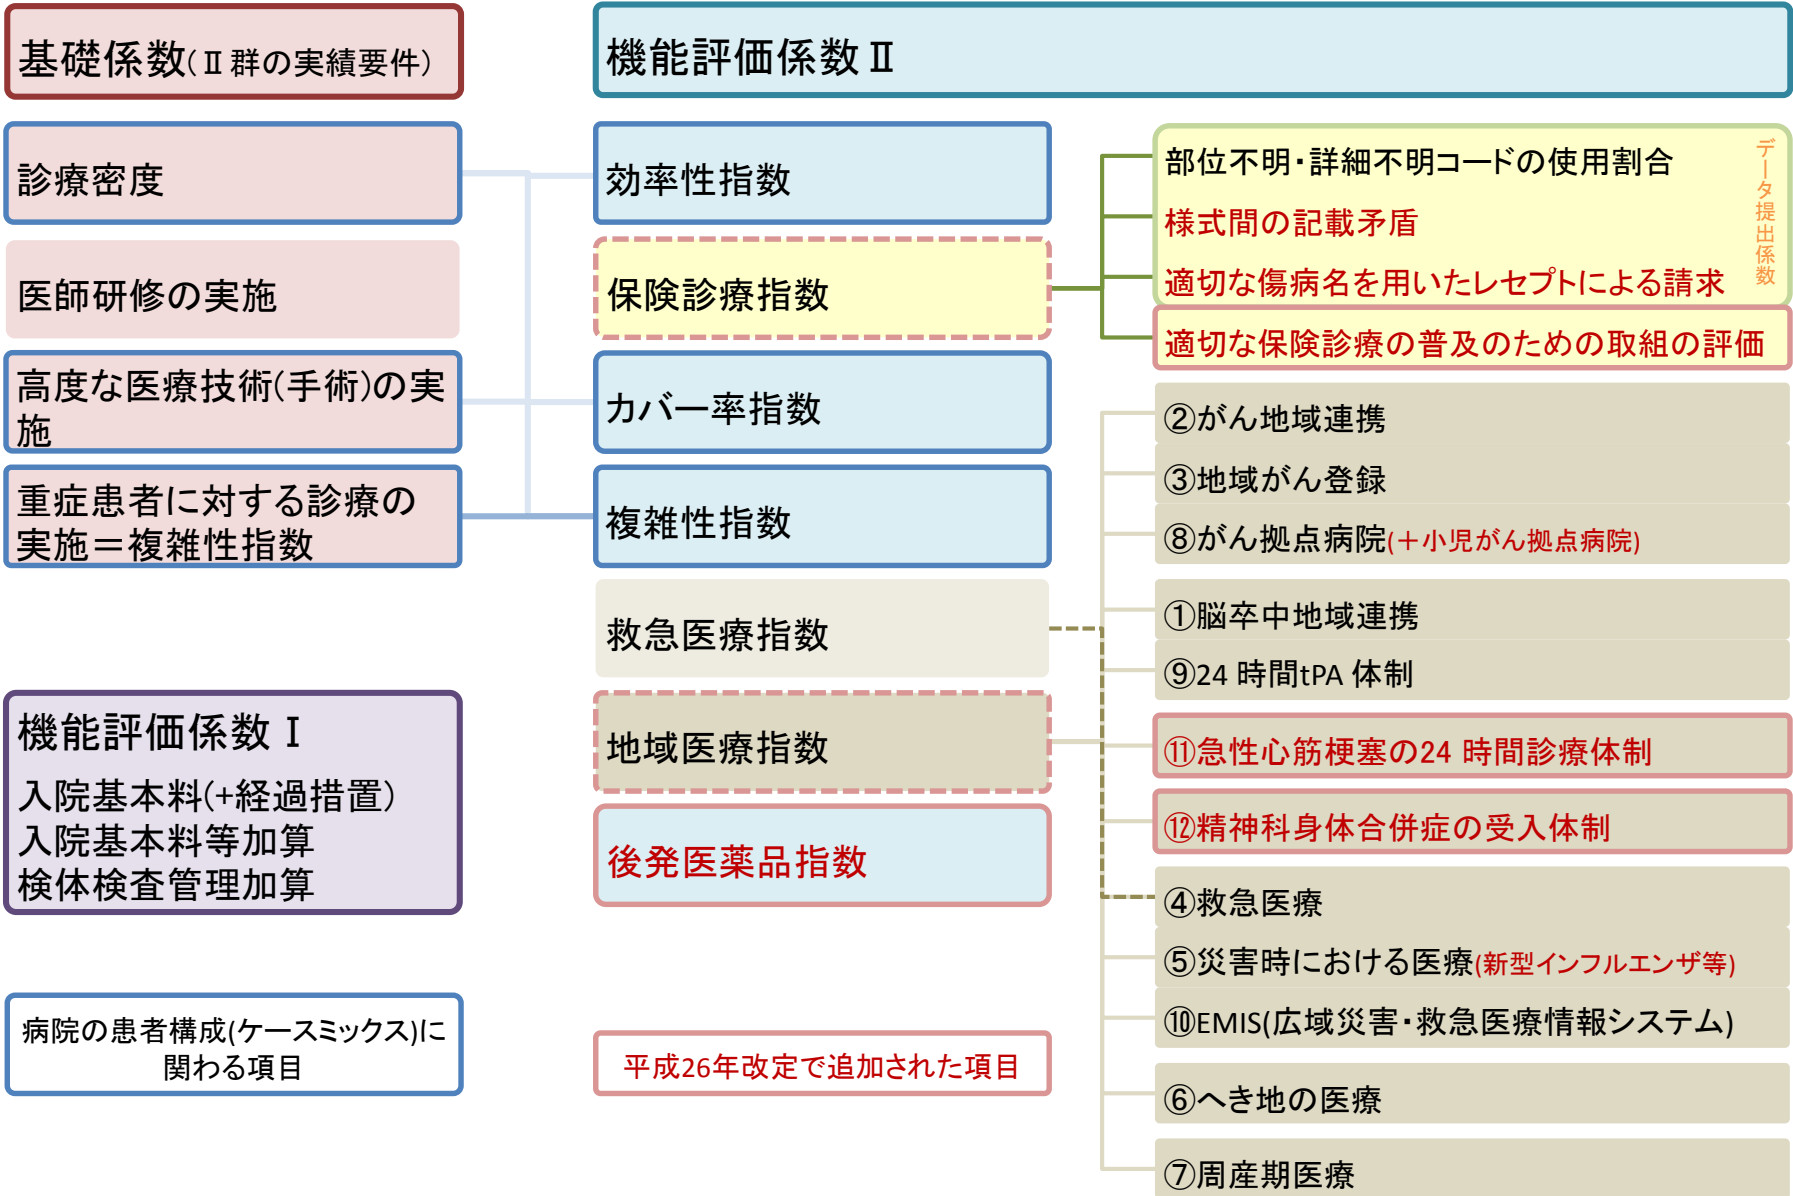 基礎係数(Ⅱ群の実績要件)
診療密度
医師研修の実施
高度な医療技術(手術)の実
施
重症患者に対する診療の
実施＝複雑性指数
機能評価係数Ⅰ
入院基本料(+経過措置)
入院基本料等加算
検体検査管理加算
病院の患者構成(ケースミックス)に
関わる項目
機能評価係数Ⅱ
効率性指数
保険診療指数
カバー率指数
複雑性指数
救急医療指数
地域医療指数
後発医薬品指数
平成26年改定で追加された項目
部位不明・詳細不明コードの使用割合
様式間の記載矛盾
適切な傷病名を用いたレセプトによる請求
データ提出係数
適切な保険診療の普及のための取組の評価
②がん地域連携
③地域がん登録
⑧がん拠点病院(＋小児がん拠点病院)
①脳卒中地域連携
⑨24 時間tPA 体制
⑪急性心筋梗塞の24 時間診療体制
⑫精神科身体合併症の受入体制
④救急医療
⑤災害時における医療(新型インフルエンザ等)
⑩EMIS(広域災害・救急医療情報システム)
⑥へき地の医療
⑦周産期医療